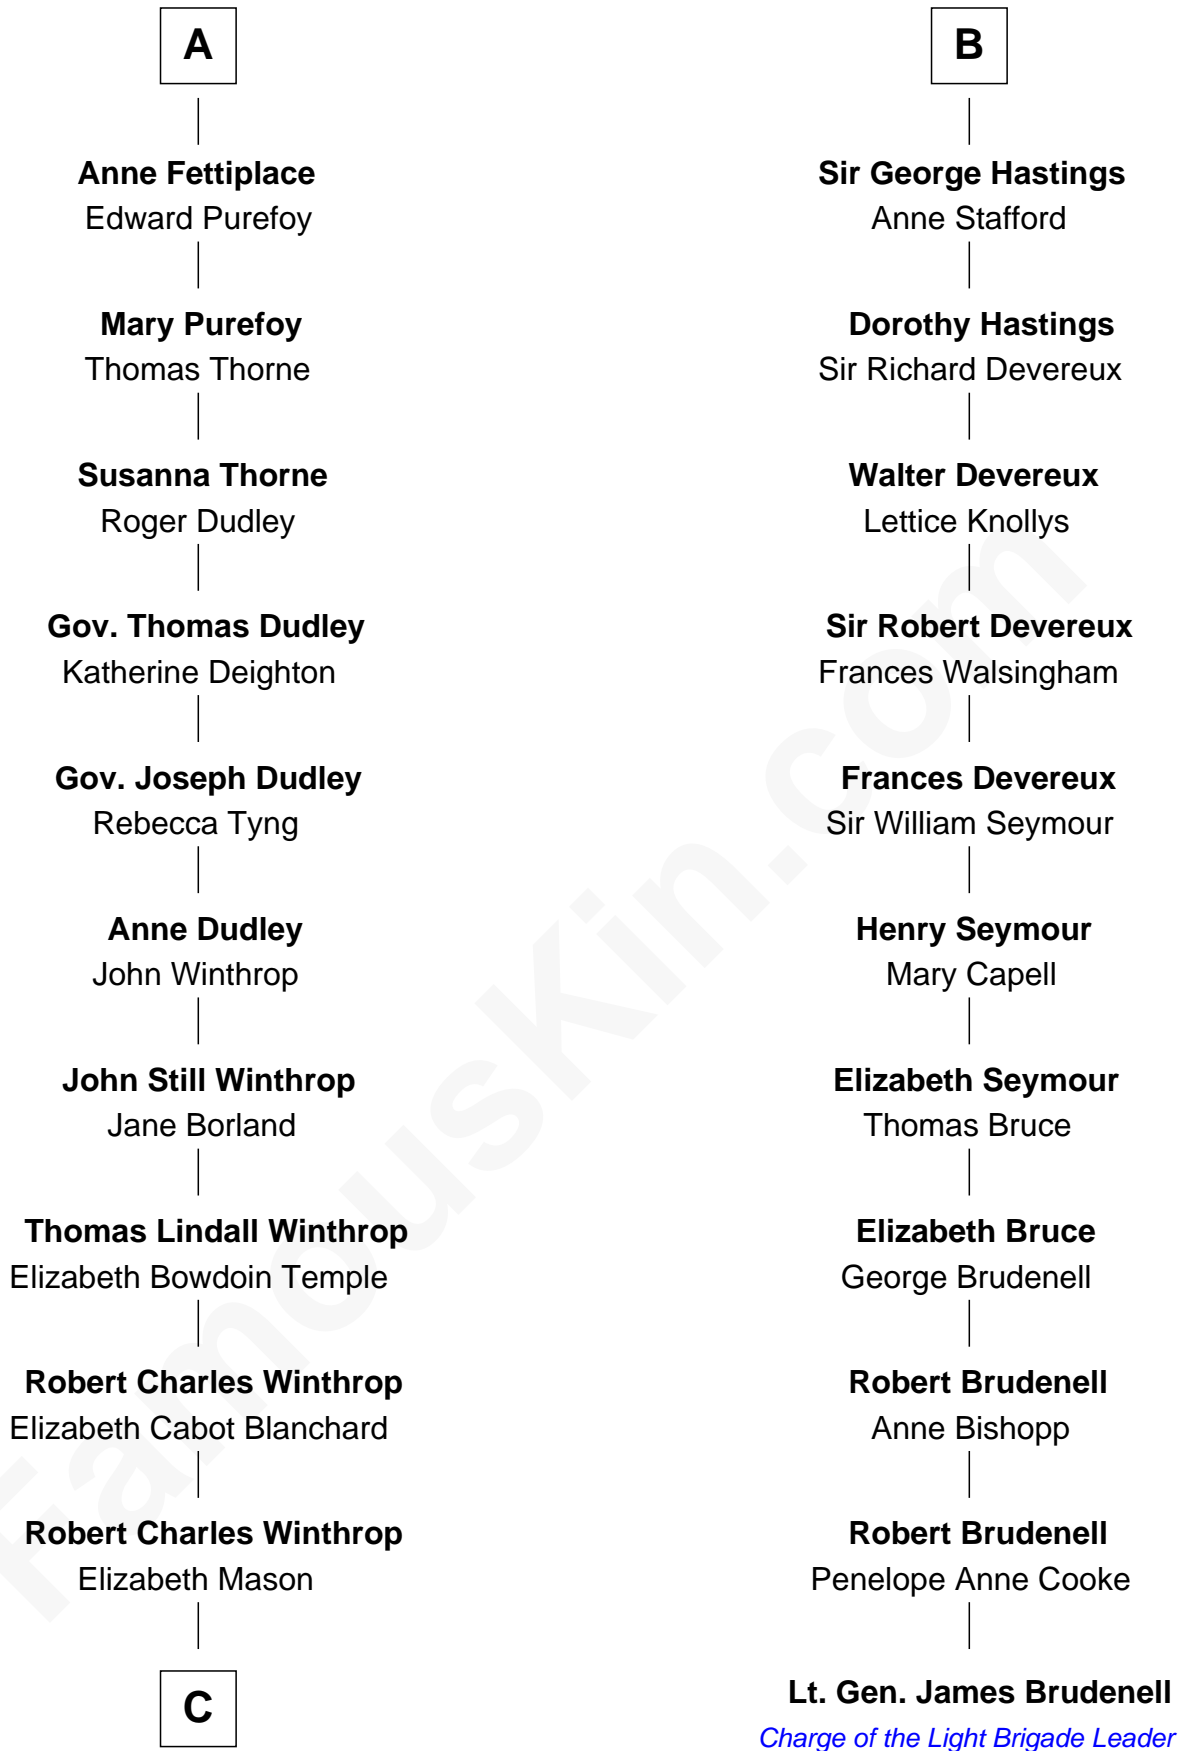 A
Anne Fettiplace
Edward Purefoy
Mary Purefoy
Thomas Thorne
Susanna Thorne
Roger Dudley
Gov. Thomas Dudley
Katherine Deighton
Gov. Joseph Dudley
Rebecca Tyng
Anne Dudley
John Winthrop
John Still Winthrop
Jane Borland
Thomas Lindall Winthrop
Elizabeth Bowdoin Temple
Robert Charles Winthrop
Elizabeth Cabot Blanchard
Robert Charles Winthrop
Elizabeth Mason
C
B
Sir George Hastings
Anne Stafford
Dorothy Hastings
Sir Richard Devereux
Walter Devereux
Lettice Knollys
Sir Robert Devereux
Frances Walsingham
Frances Devereux
Sir William Seymour
Henry Seymour
Mary Capell
Elizabeth Seymour
Thomas Bruce
Elizabeth Bruce
George Brudenell
Robert Brudenell
Anne Bishopp
Robert Brudenell
Penelope Anne Cooke
Lt. Gen. James Brudenell
Charge of the Light Brigade Leader
FamousKin.com